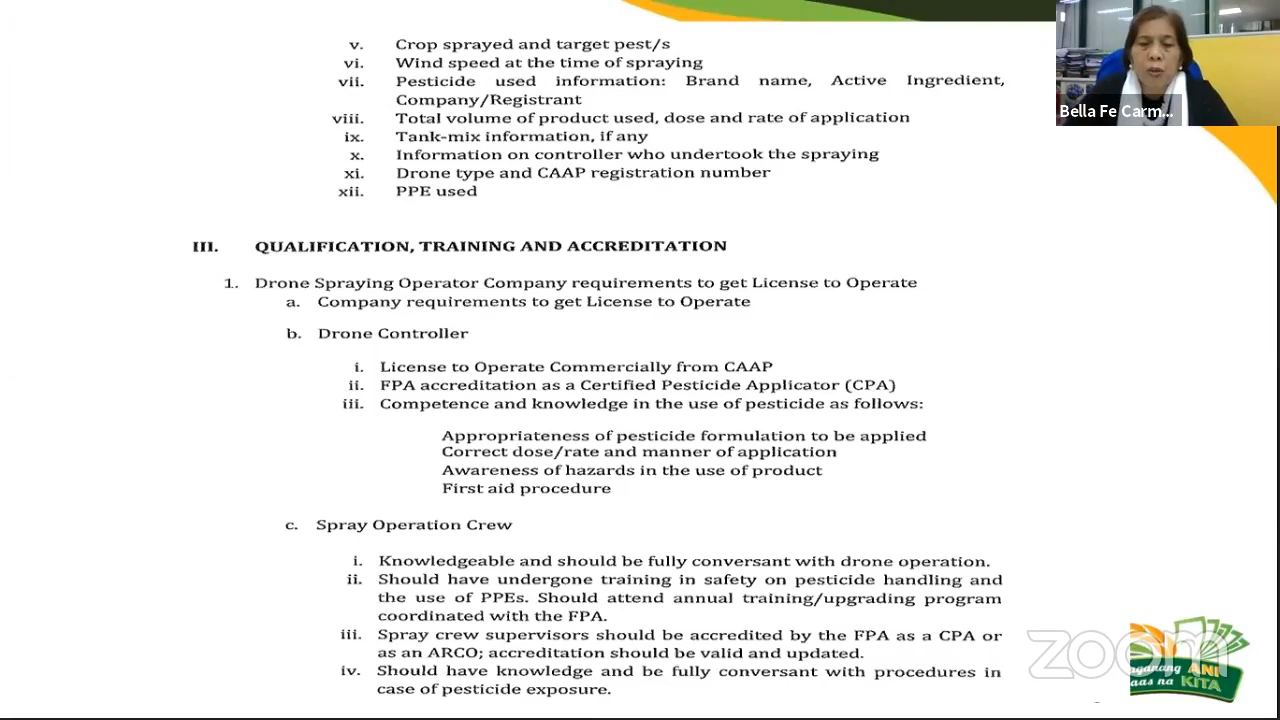 v. Crop sprayed and target pest/s
vi. Wind speed at the time of spraying
vii. Pesticide used information: Brand name, Active Ingredient,
Company/Registrant
viii. Total volume of product used, dose and rate of application
ix. Tank-mix information, if any
x. Information on controller who undertook the spraying
xi. Drone type and CAAP registration number
xii. PPE used
Bella Fe Carm...
III. QUALIFICATION, TRAINING AND ACCREDITATION
1. Drone Spraying Operator Company requirements to get License to Operate
a. Company requirements to get License to Operate
b. Drone Controller
i. License to Operate Commercially from CAAP
ii. FPA accreditation as a Certified Pesticide Applicator (CPA)
iii. Competence and knowledge in the use of pesticide as follows:
Appropriateness of pesticide formulation to be applied
Correct dose/rate and manner of application
Awareness of hazards in the use of product
First aid procedure
c. Spray Operation Crew
i. Knowledgeable and should be fully conversant with drone operation.
ii. Should have undergone training in safety on pesticide handling and
the use of PPEs. Should attend annual training/upgrading program
coordinated with the FPA.
iii. Spray crew supervisors should be accredited by the FPA as a CPA or
as an ARCO; accreditation should be valid and updated.
iv. Should have knowledge and be fully conversant with procedures in
case of pesticide exposure.
zoom
ANI
aas na KITA